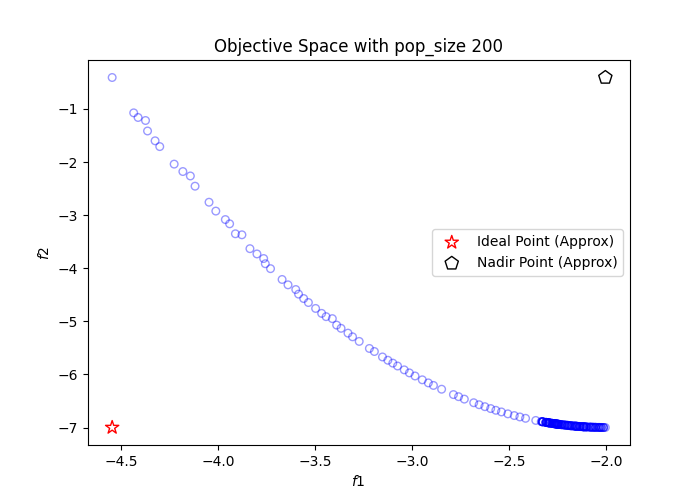 Objective Space with pop_size 200
−1
−2
−3
−4
−5
−6
−7
f2
Ideal Point (Approx)
Nadir Point (Approx)
−4.5 −4.0 −3.5 −3.0 −2.5 −2.0
f1